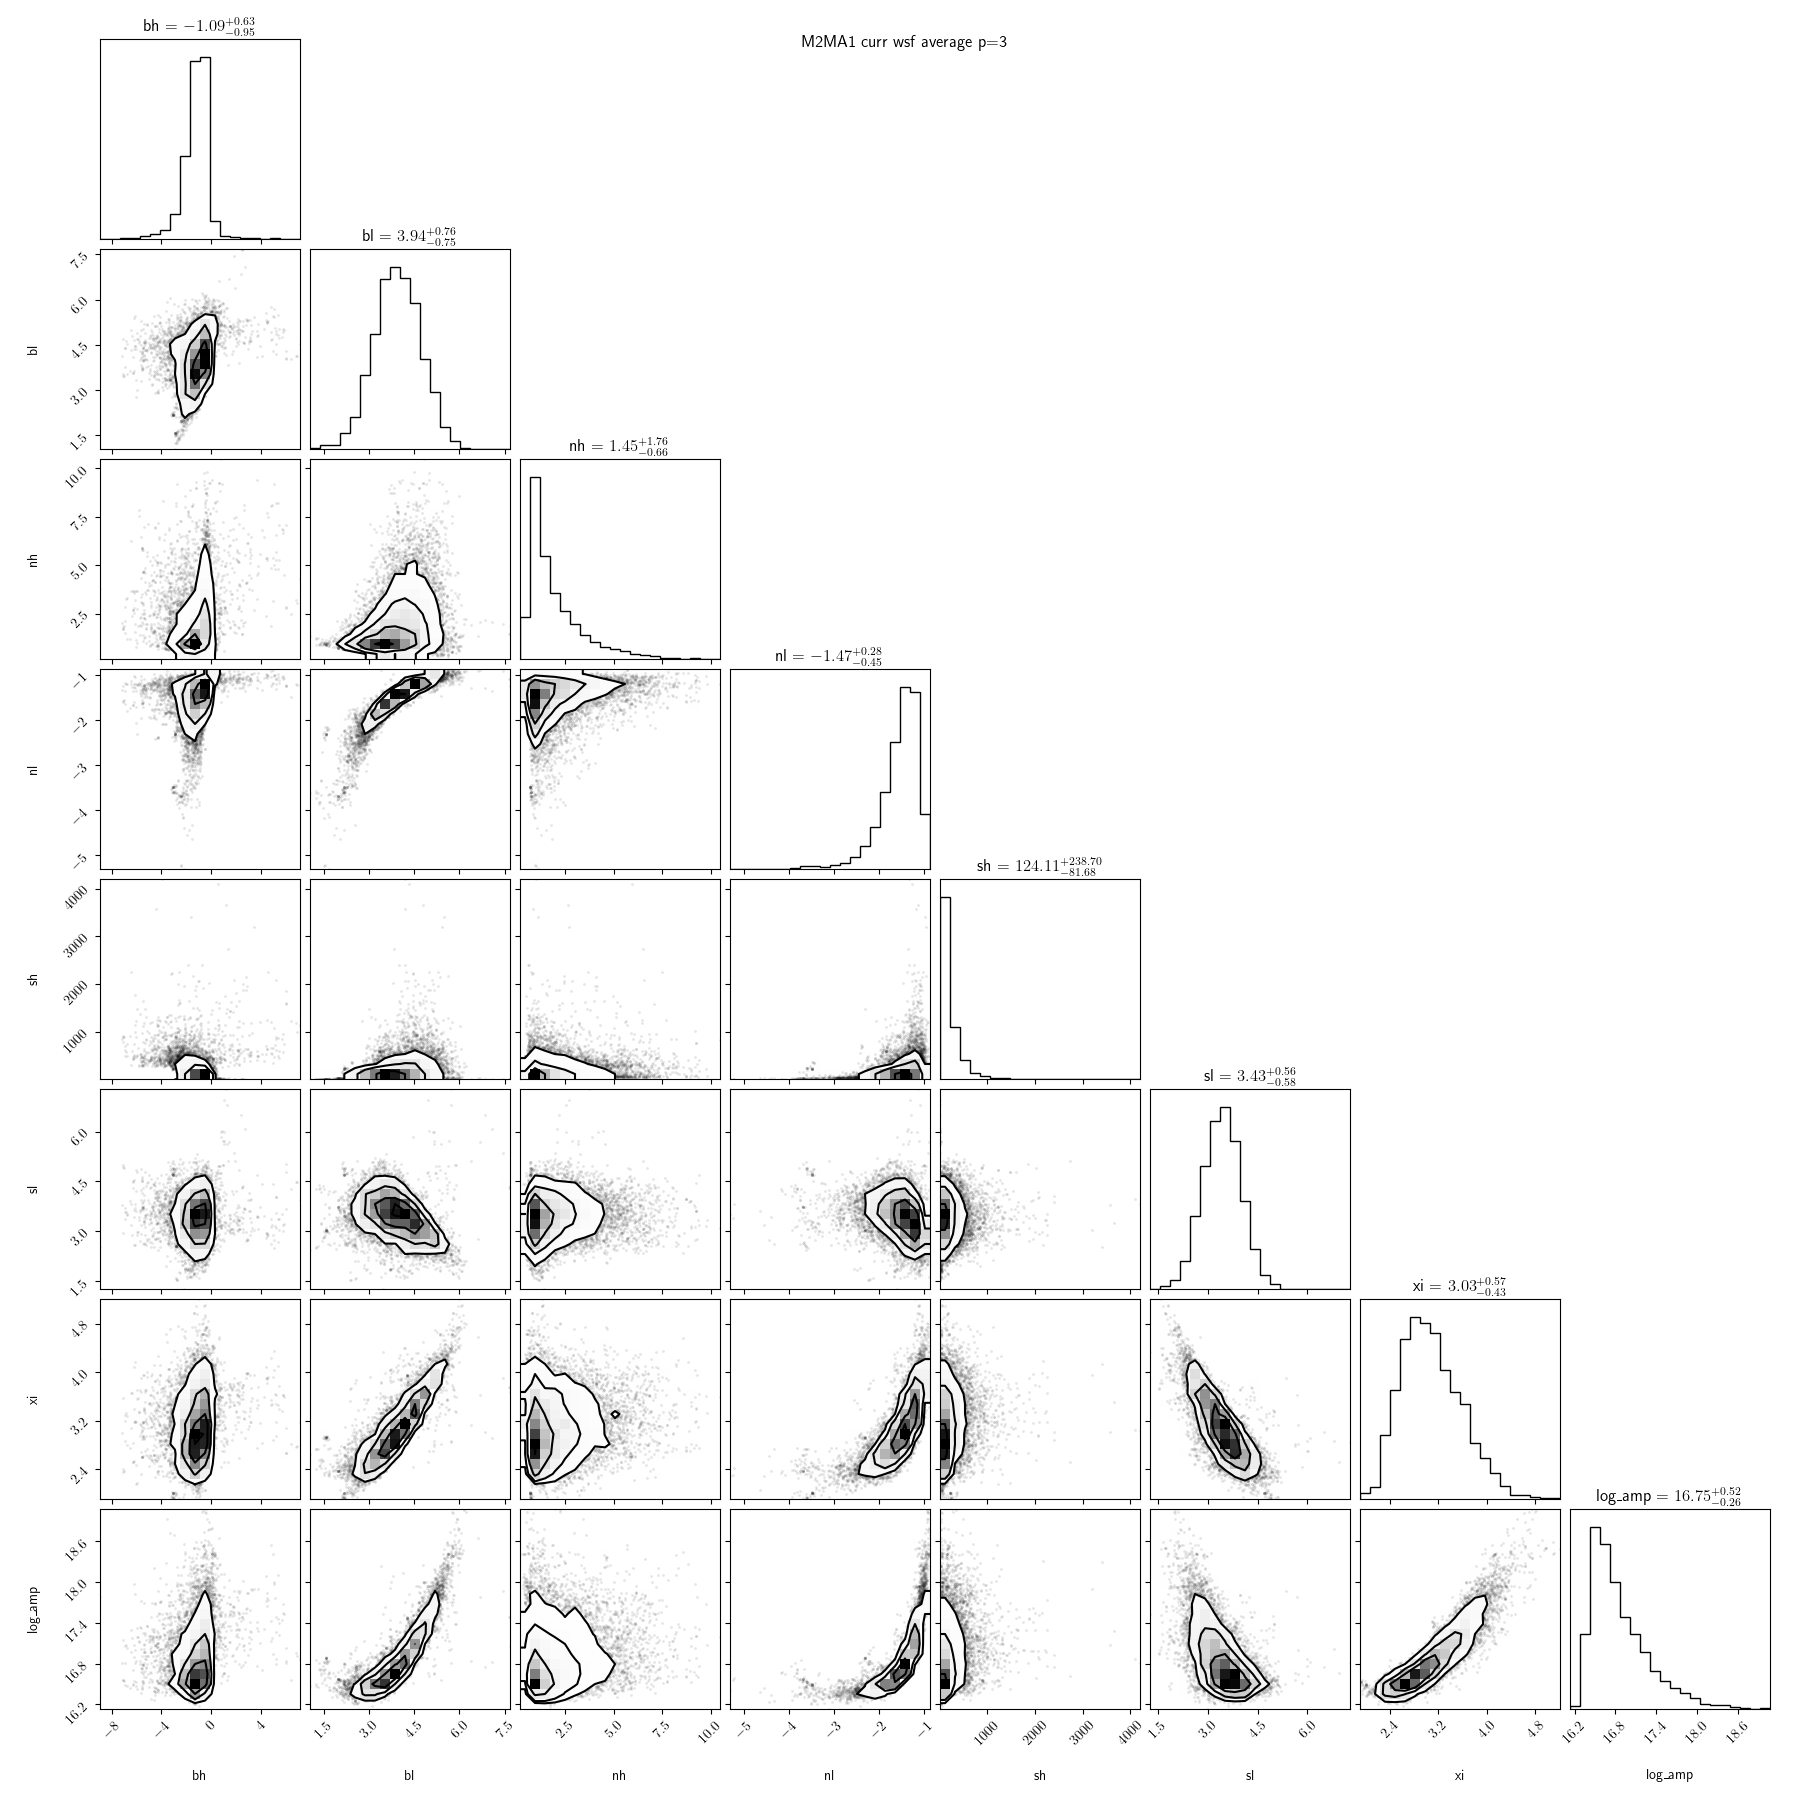 M2MA1 curr wsf average p=3
bh = −1.09 +0.63 −0.95
bl = 3.94 +0.76 −0.75
nh = 1.45 +1.76 −0.66
nl = −1.47 +0.28 −0.45
sh = 124.11 +238.70 −81.68
sl = 3.43 +0.56 −0.58
xi = 3.03 +0.57 −0.43
log_amp = 16.75 +0.52 −0.26
bl
7.5
6.0
4.5
3.0
1.5
nh
10.0
7.5
5.0
2.5
nl
−1
−2
−3
−4
−5
sh
4000
3000
2000
1000
sl
6.0
4.5
3.0
1.5
xi
4.8
4.0
3.2
2.4
log_amp
18.6
18.0
17.4
16.8
16.2
−8 −4 0 4
1.5 3.0 4.5 6.0 7.5
2.5 5.0 7.5 10.0
−5 −4 −3 −2 −1
1000 2000 3000 4000
1.5 3.0 4.5 6.0
2.4 3.2 4.0 4.8
16.2 16.8 17.4 18.0 18.6
bh bl nh nl sh sl xi log_amp